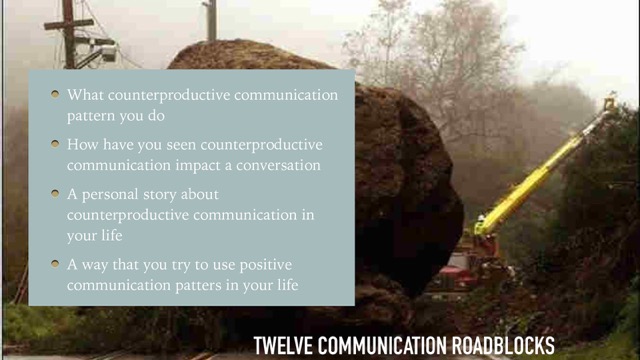 What counterproductive communication
pattern you do
How have you seen counterproductive
communication impact a conversation
A personal story about
counterproductive communication in
your life
A way that you try to use positive
communication patters in your life
TWELVE COMMUNICATION ROADBLOCKS